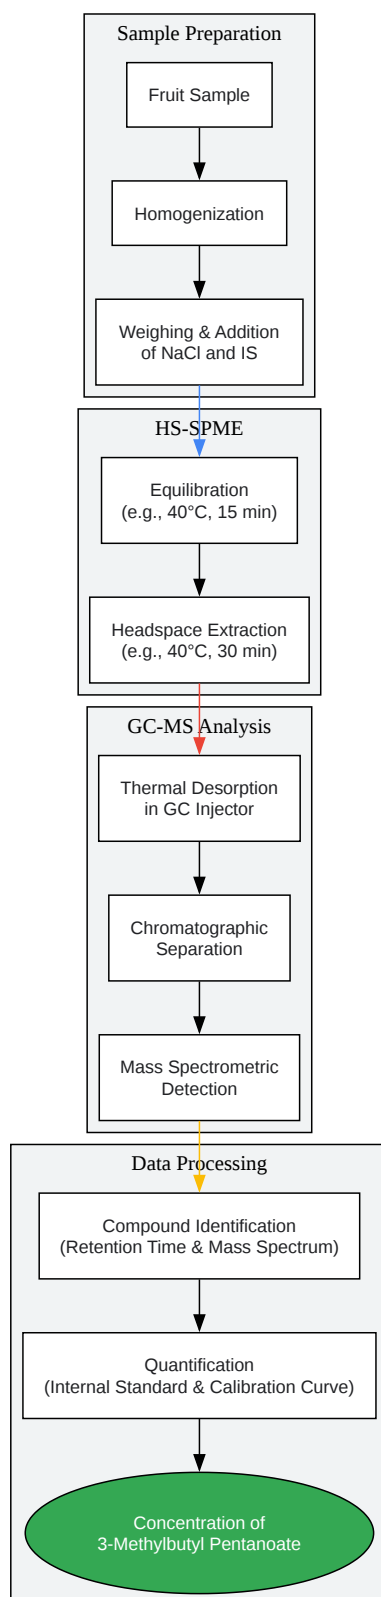 Sample Preparation
Fruit Sample
Homogenization
Weighing & Addition
of NaCl and IS
HS-SPME
Equilibration
(e.g., 40°C, 15 min)
Headspace Extraction
(e.g., 40°C, 30 min)
GC-MS Analysis
Thermal Desorption
in GC Injector
Chromatographic
Separation
Mass Spectrometric
Detection
Data Processing
Compound Identification
(Retention Time & Mass Spectrum)
Quantification
(Internal Standard & Calibration Curve)
Concentration of
3-Methylbutyl Pentanoate